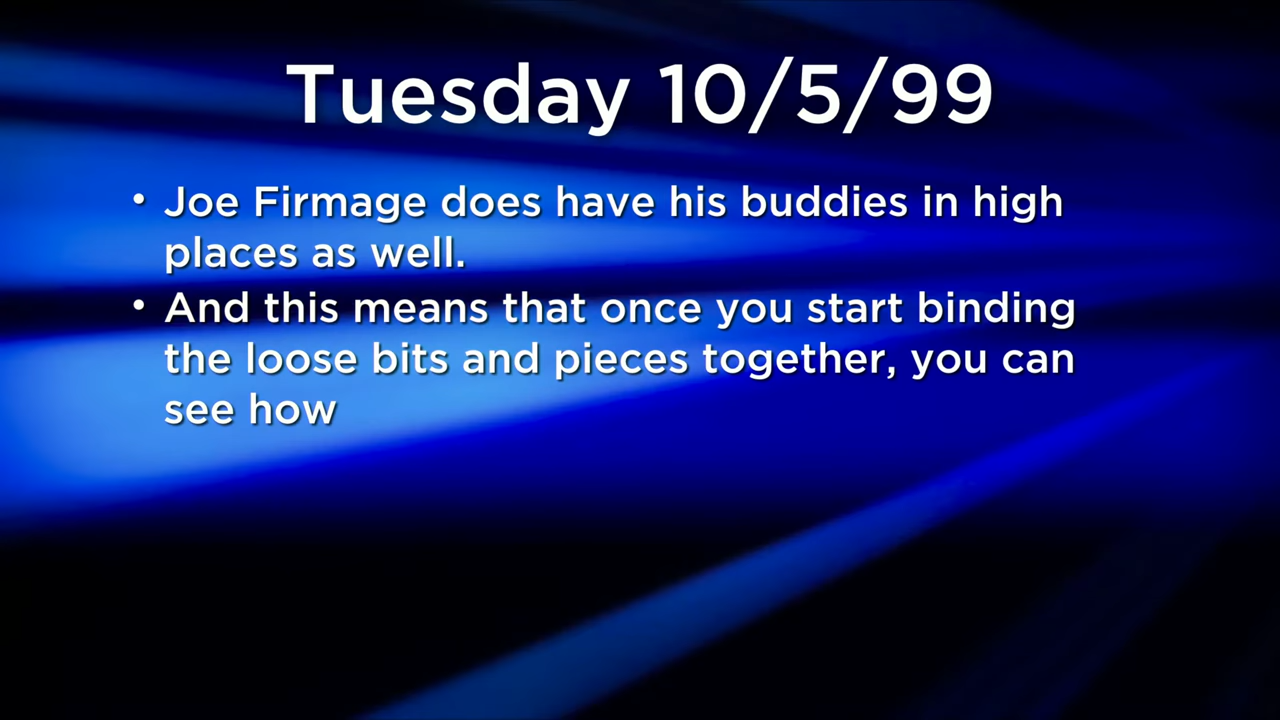 Tuesday 10/5/99
• Joe Firmage does have his buddies in high
places as well.
• And this means that once you start binding
the loose bits and pieces together, you can
see how